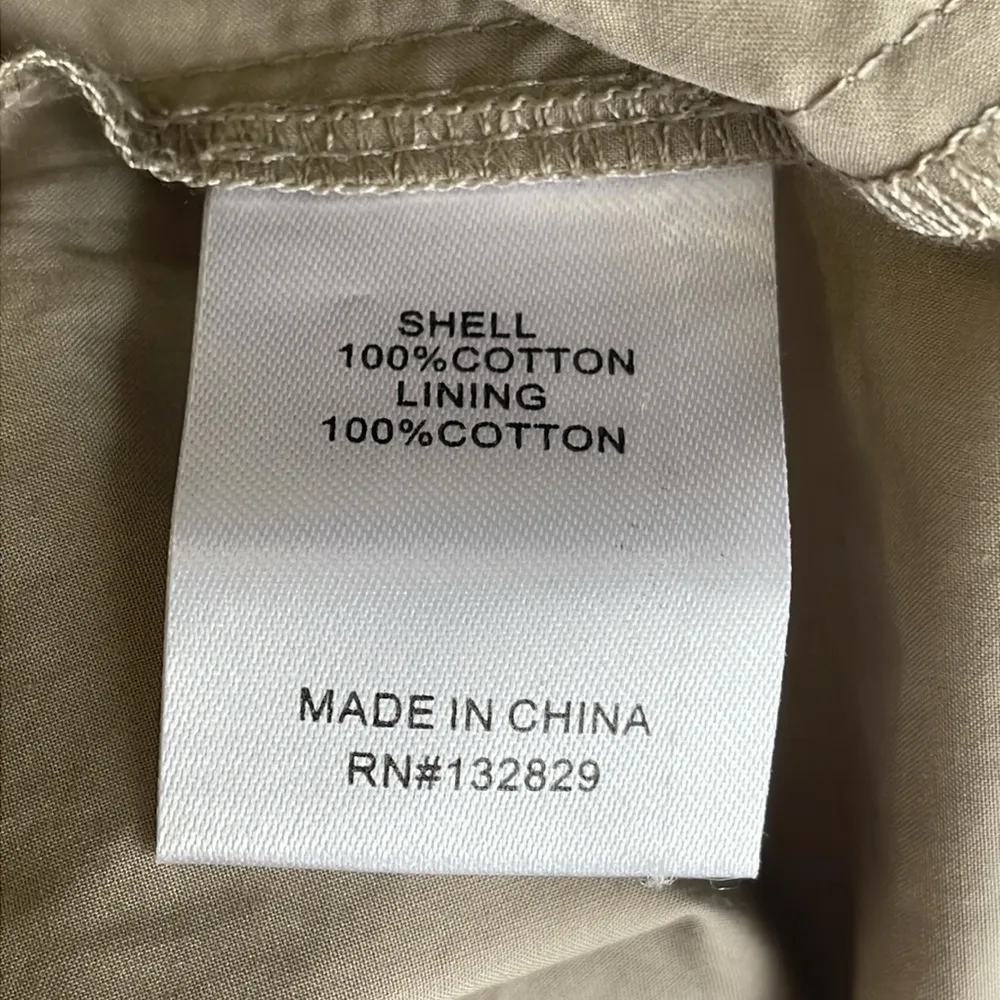 SHELL
100%COTTON
LINING
100%COTTON
MADE IN CHINA
RN#132829